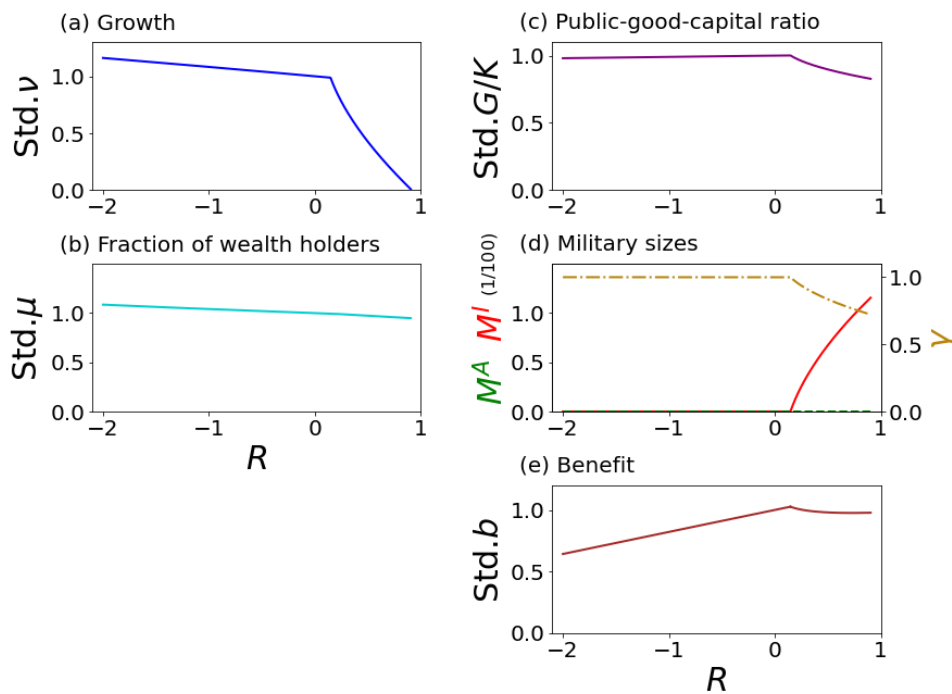 (a) Growth
Std.ν
1.0
0.5
0.0
−2 −1 0 1
(b) Fraction of wealth holders
Std.μ
1.0
0.5
0.0
−2 −1 0 1
R
(c) Public-good-capital ratio
Std.G/K
1.0
0.5
0.0
−2 −1 0 1
(d) Military sizes
M^A M^I (1/100)
1.0
0.5
0.0
−2 −1 0 1
1.0
0.5
0.0
γ
(e) Benefit
Std.b
1.0
0.5
0.0
−2 −1 0 1
R